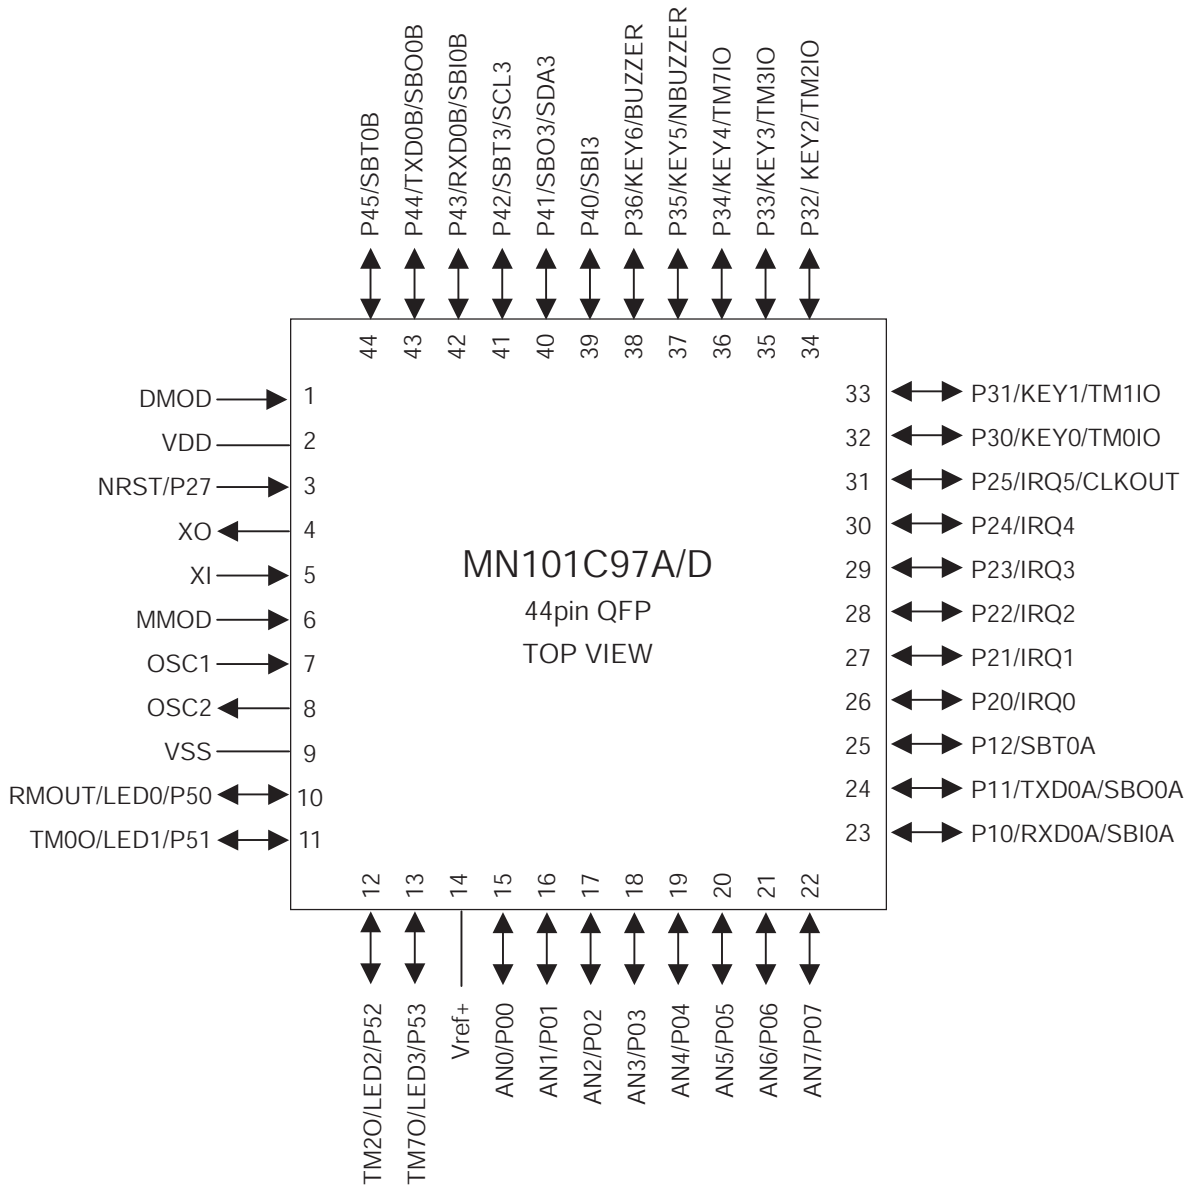 P45/SBT0B
P44/TXD0B/SBO0B
P43/RXD0B/SBI0B
P42/SBT3/SCL3
P41/SBO3/SDA3
P40/SBI3
P36/KEY6/BUZZER
P35/KEY5/NBUZZER
P34/KEY4/TM7IO
P33/KEY3/TM3IO
P32/ KEY2/TM2IO
44
43
42
41
40
39
38
37
36
35
34
DMOD
1
VDD
2
NRST/P27
3
XO
4
XI
5
MMOD
6
OSC1
7
OSC2
8
VSS
9
RMOUT/LED0/P50
10
TM0O/LED1/P51
11
MN101C97A/D
44pin QFP
TOP VIEW
33
P31/KEY1/TM1IO
32
P30/KEY0/TM0IO
31
P25/IRQ5/CLKOUT
30
P24/IRQ4
29
P23/IRQ3
28
P22/IRQ2
27
P21/IRQ1
26
P20/IRQ0
25
P12/SBT0A
24
P11/TXD0A/SBO0A
23
P10/RXD0A/SBI0A
12
13
14
15
16
17
18
19
20
21
22
TM2O/LED2/P52
TM7O/LED3/P53
Vref+
AN0/P00
AN1/P01
AN2/P02
AN3/P03
AN4/P04
AN5/P05
AN6/P06
AN7/P07